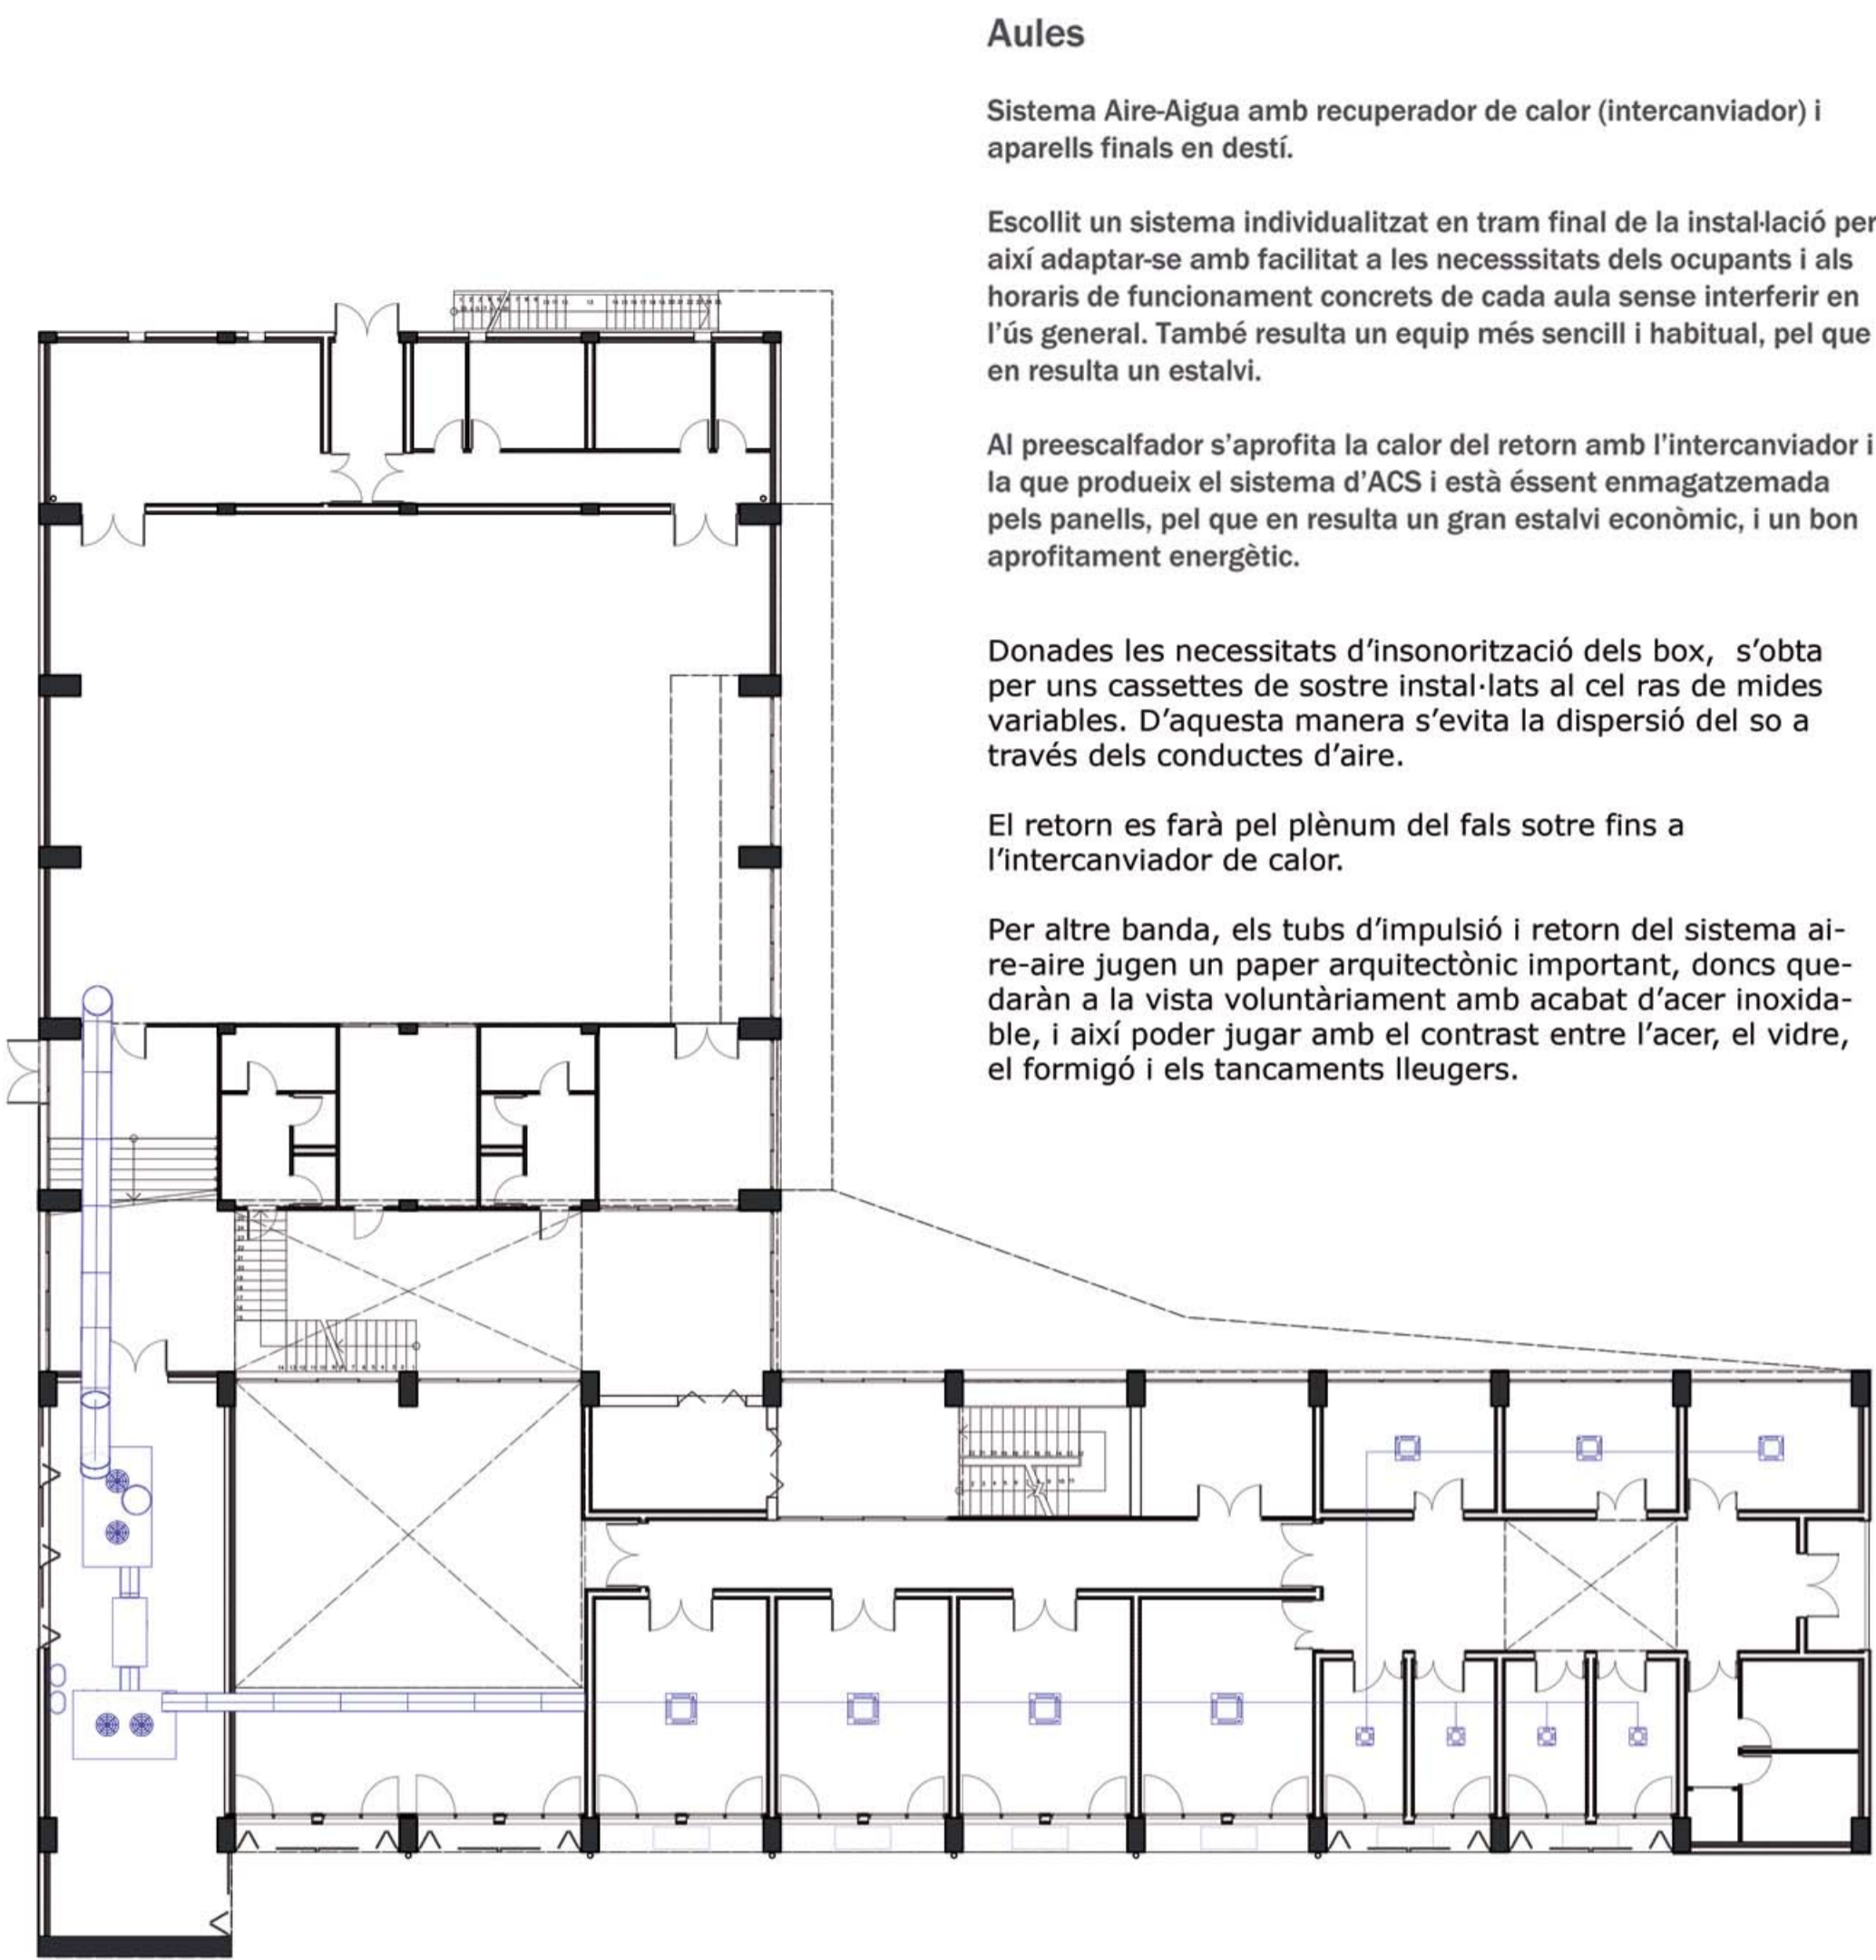 Aules
Sistema Aire-Aigua amb recuperador de calor (intercanviador) i
aparells finals en destí.
Escollit un sistema individualitzat en tram final de la instal·lació per
així adaptar-se amb facilitat a les necesssitats dels ocupants i als
horaris de funcionament concrets de cada aula sense interferir en
l'ús general. També resulta un equip més sencill i habitual, pel que
en resulta un estalvi.
Al preescalfador s'aprofita la calor del retorn amb l'intercanviador i
la que produeix el sistema d'ACS i està éssent enmagatzemada
pels panells, pel que en resulta un gran estalvi econòmic, i un bon
aprofitament energètic.
Donades les necessitats d'insonorització dels box, s'obta
per uns cassettes de sostre instal·lats al cel ras de mides
variables. D'aquesta manera s'evita la dispersió del so a
través dels conductes d'aire.
El retorn es farà pel plènum del fals sotre fins a
l'intercanviador de calor.
Per altre banda, els tubs d'impulsió i retorn del sistema ai-
re-aire jugen un paper arquitectònic important, doncs que-
daràn a la vista voluntàriament amb acabat d'acer inoxida-
ble, i així poder jugar amb el contrast entre l'acer, el vidre,
el formigó i els tancaments lleugers.